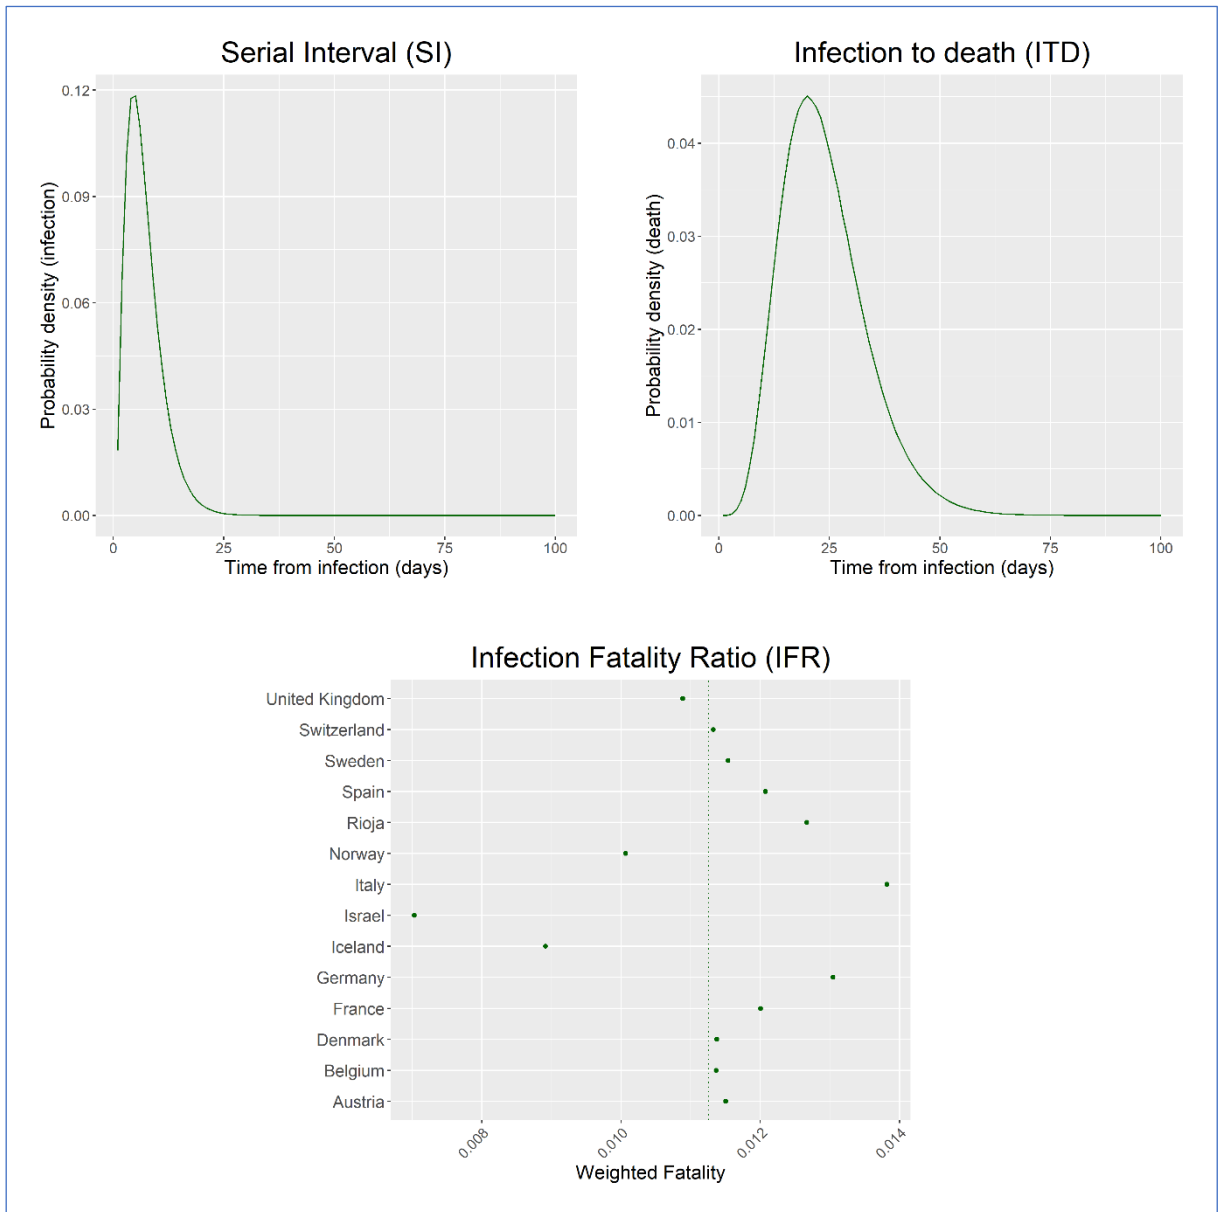 Serial Interval (SI)
Probability density (infection)
0.12
0.09
0.06
0.03
0.00
0 25 50 75 100
Time from infection (days)
Infection to death (ITD)
Probability density (death)
0.04
0.03
0.02
0.01
0.00
0 25 50 75 100
Time from infection (days)
Infection Fatality Ratio (IFR)
United Kingdom
Switzerland
Sweden
Spain
Rioja
Norway
Italy
Israel
Iceland
Germany
France
Denmark
Belgium
Austria
0.008 0.010 0.012 0.014
Weighted Fatality